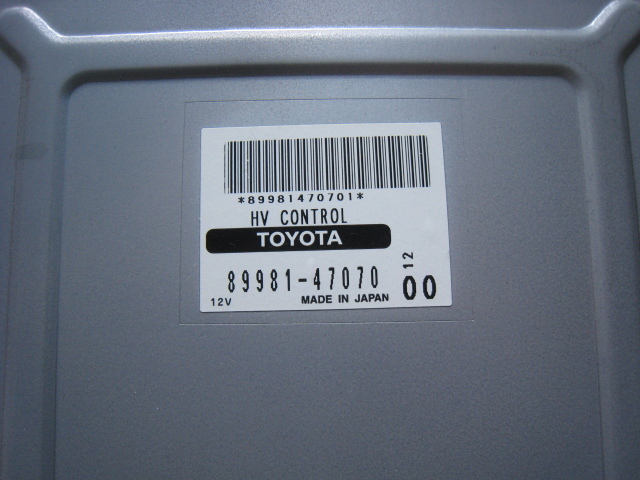 *89981470701*
HV CONTROL
TOYOTA
89981-47070
12
00
12V
MADE IN JAPAN